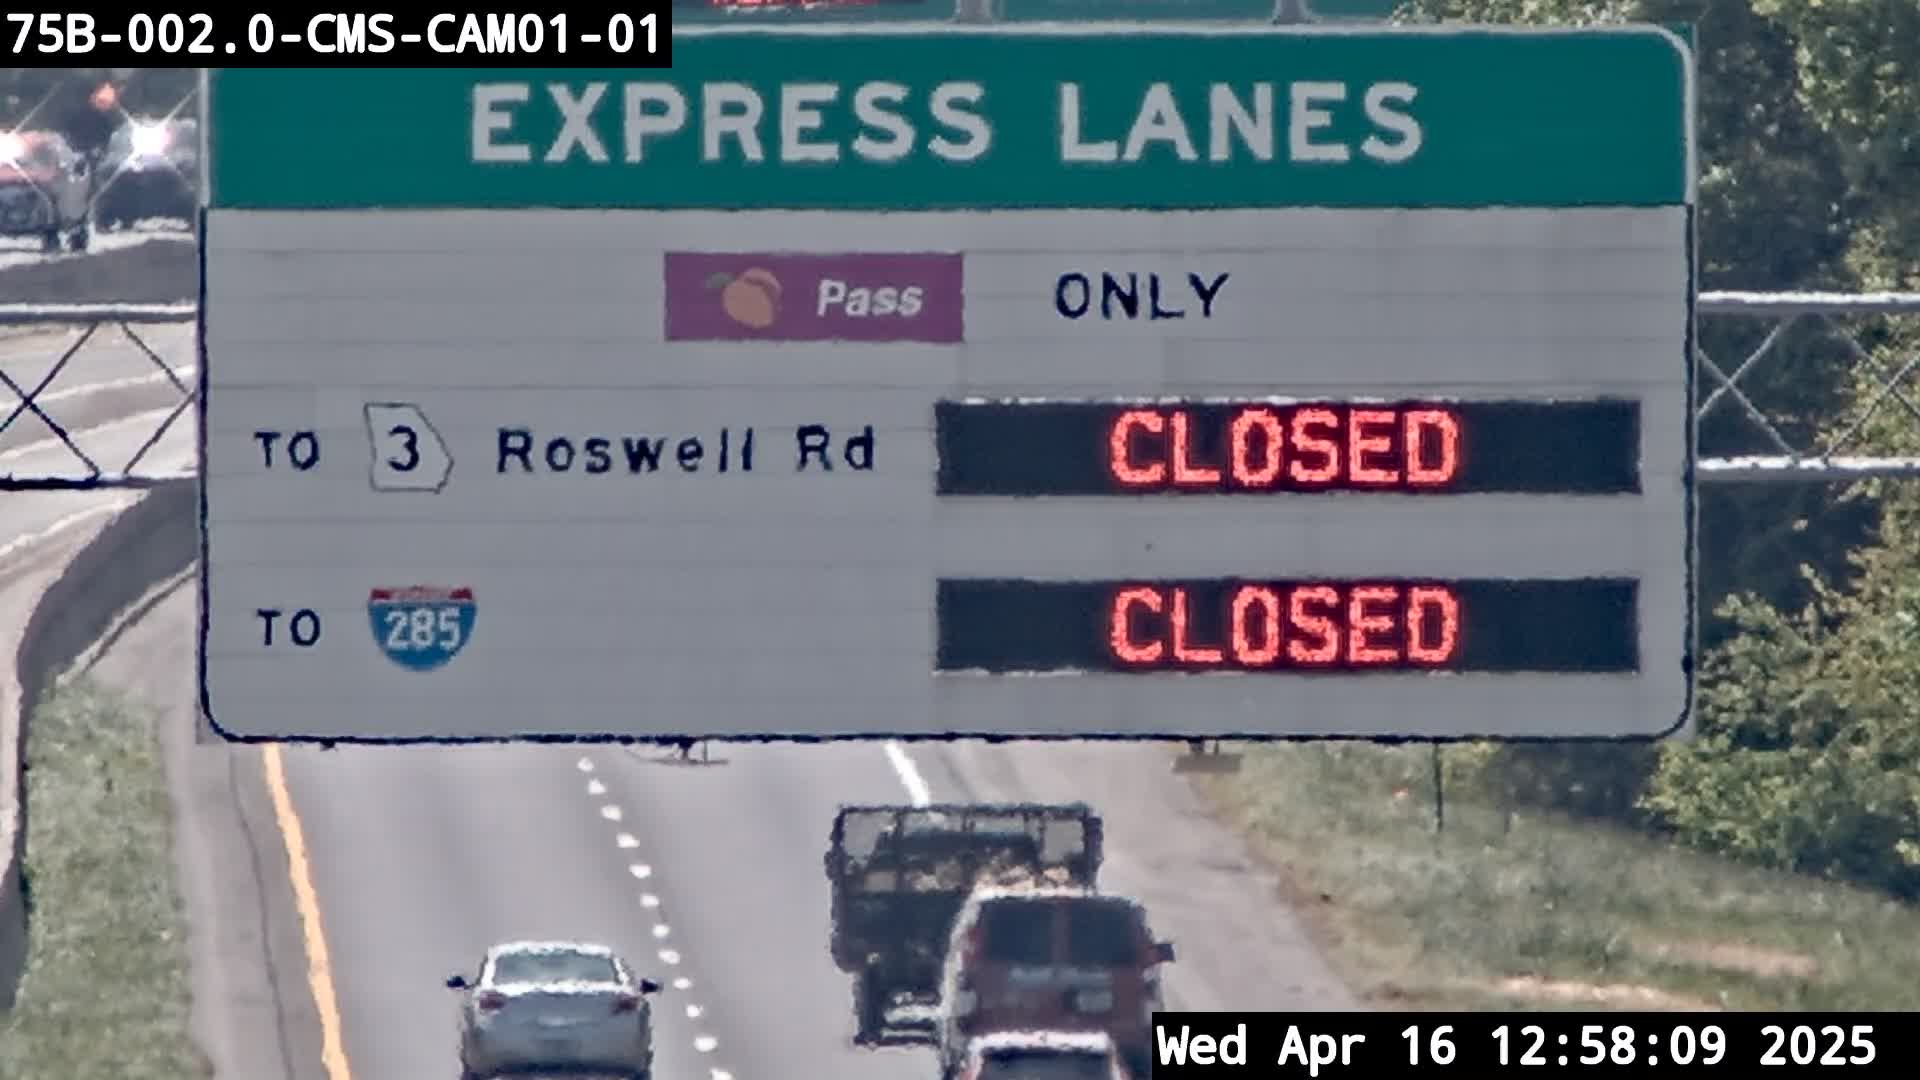 75B-002.0-CMS-CAM01-01
EXPRESS LANES
Pass ONLY
TO 3 Roswell Rd CLOSED
TO 285 CLOSED
Wed Apr 16 12:58:09 2025